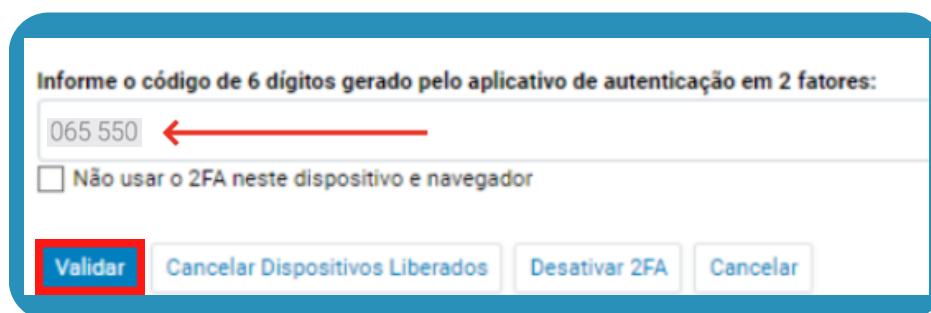 Informe o código de 6 dígitos gerado pelo aplicativo de autenticação em 2 fatores:
065 550
Não usar o 2FA neste dispositivo e navegador
Validar Cancelar Dispositivos Liberados Desativar 2FA Cancelar